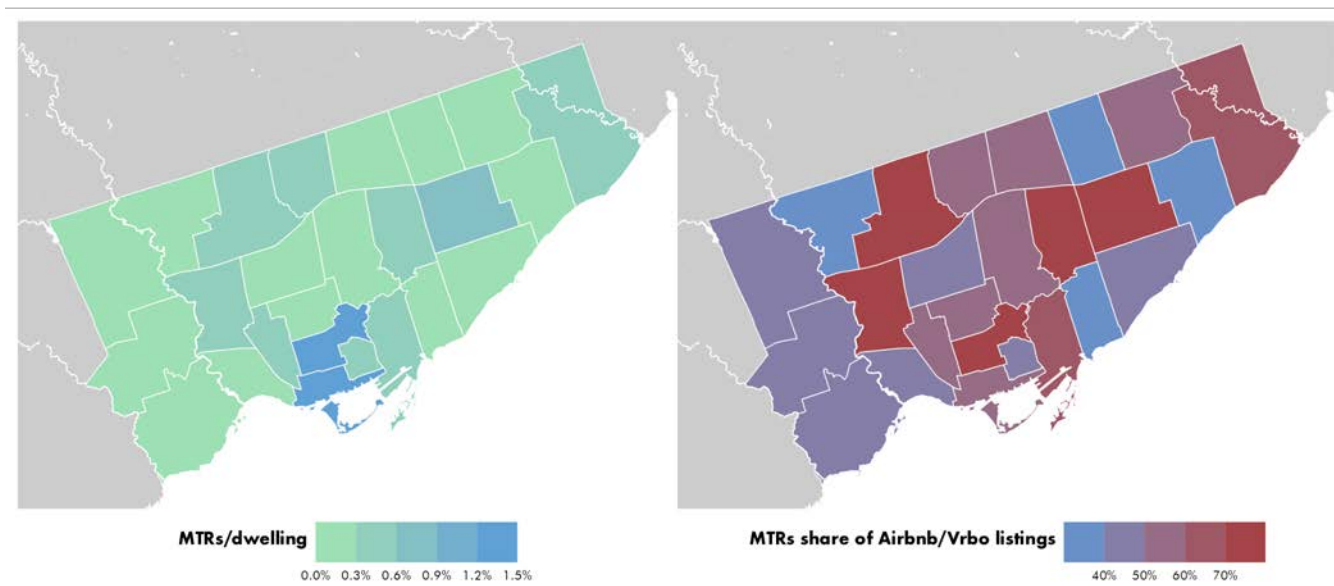 MTRs/dwelling
0.0% 0.3% 0.6% 0.9% 1.2% 1.5%
MTRs share of Airbnb/Vrbo listings
40% 50% 60% 70%